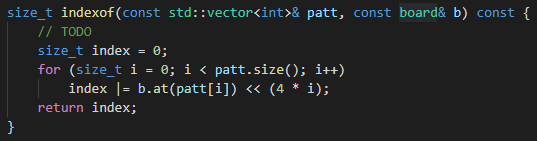 size_t indexof(const std::vector<int>& patt, const board& b) const {
// TODO
size_t index = 0;
for (size_t i = 0; i < patt.size(); i++)
index |= b.at(patt[i]) << (4 * i);
return index;
}